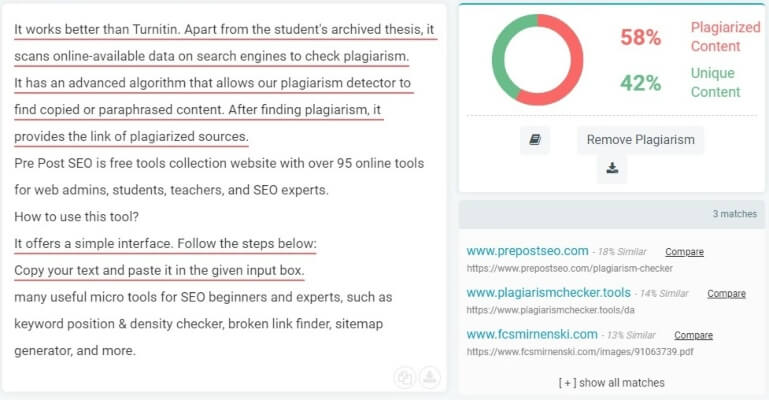 It works better than Turnitin. Apart from the student's archived thesis, it
scans online-available data on search engines to check plagiarism.
It has an advanced algorithm that allows our plagiarism detector to
find copied or paraphrased content. After finding plagiarism, it
provides the link of plagiarized sources.
Pre Post SEO is free tools collection website with over 95 online tools
for web admins, students, teachers, and SEO experts.
How to use this tool?
It offers a simple interface. Follow the steps below:
Copy your text and paste it in the given input box.
many useful micro tools for SEO beginners and experts, such as
keyword position & density checker, broken link finder, sitemap
generator, and more.
58% Plagiarized Content
42% Unique Content
Remove Plagiarism
3 matches
www.prepostseo.com - 18% Similar Compare
https://www.prepostseo.com/plagiarism-checker
www.plagiarismchecker.tools - 14% Similar Compare
https://www.plagiarismchecker.tools/da
www.fcsmirnenski.com - 13% Similar Compare
https://www.fcsmirnenski.com/images/91063739.pdf
[ + ] show all matches